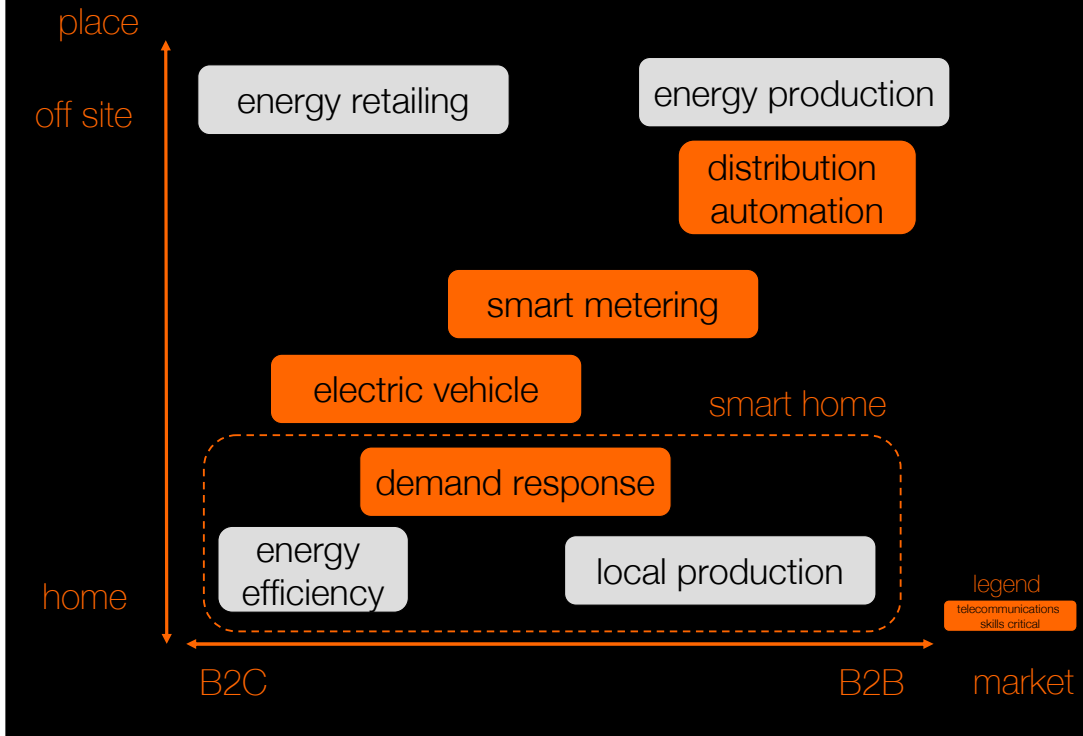 place
off site
energy retailing
energy production
distribution
automation
smart metering
electric vehicle
smart home
demand response
energy
efficiency
local production
home
legend
telecommunications
skills critical
B2C
B2B
market